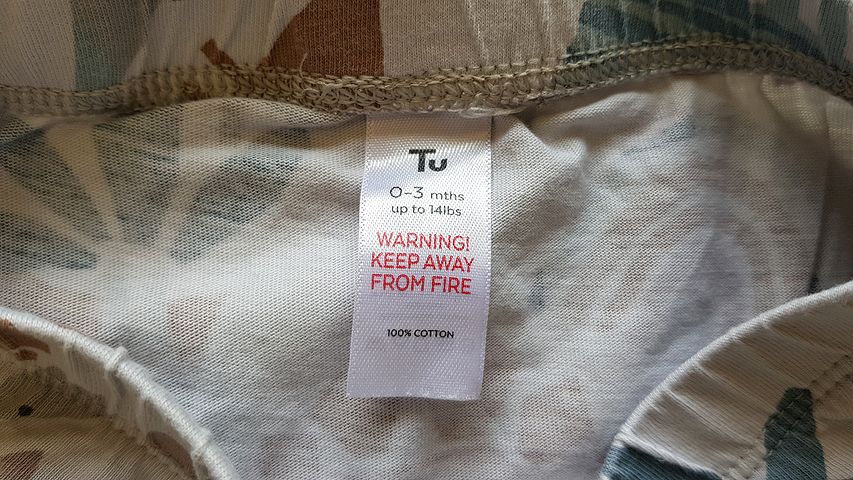 Tu
0-3 mths
up to 14lbs
WARNING!
KEEP AWAY
FROM FIRE
100% COTTON